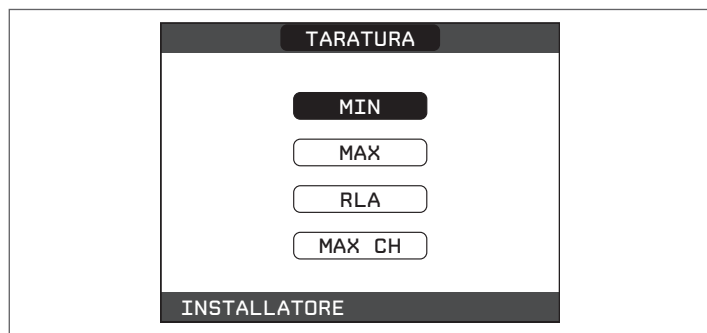 TARATURA
MIN
MAX
RLA
MAX CH
INSTALLATORE